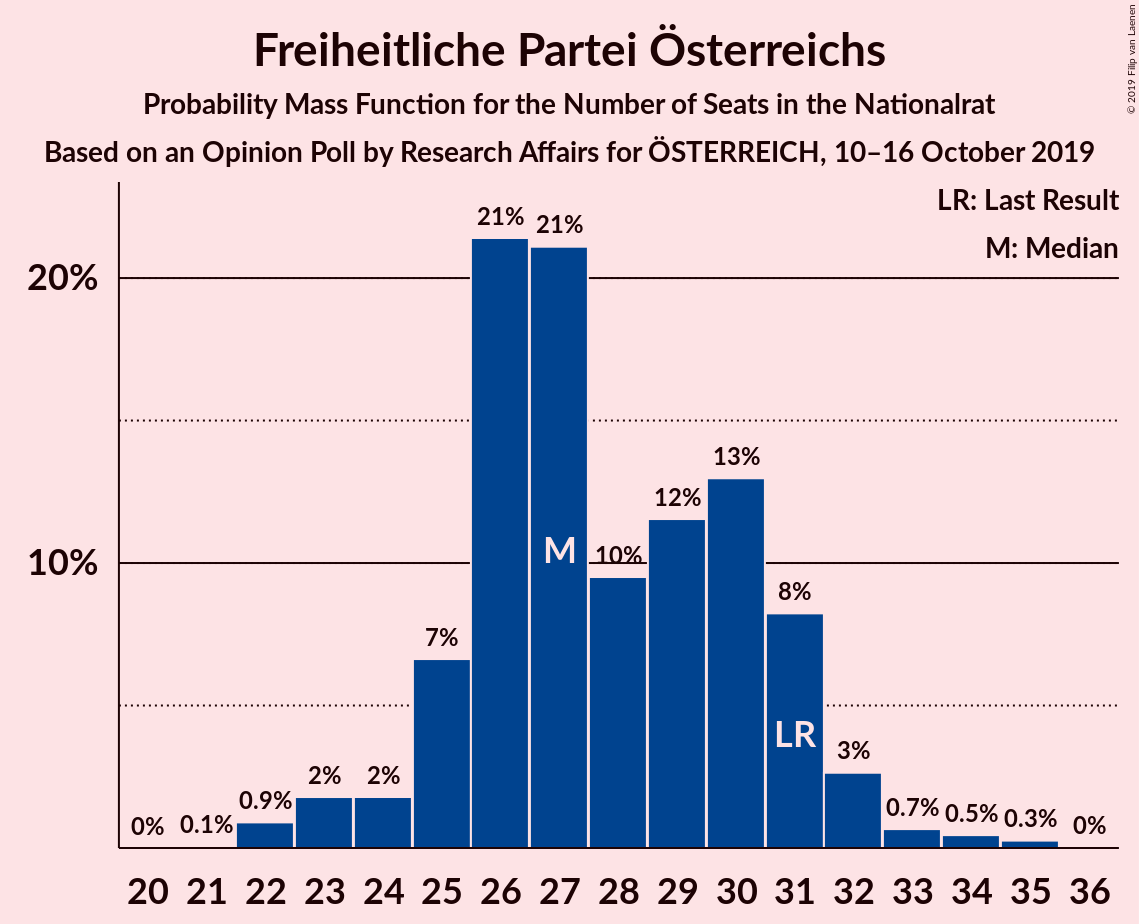 Freiheitliche Partei Österreichs
Probability Mass Function for the Number of Seats in the Nationalrat
Based on an Opinion Poll by Research Affairs for ÖSTERREICH, 10–16 October 2019
© 2019 Filip van Laenen
LR: Last Result
M: Median
20%
10%
0%
0.1%
0.9%
2%
2%
7%
21%
21%
10%
12%
13%
8%
3%
0.7%
0.5%
0.3%
0%
M
LR
20 21 22 23 24 25 26 27 28 29 30 31 32 33 34 35 36